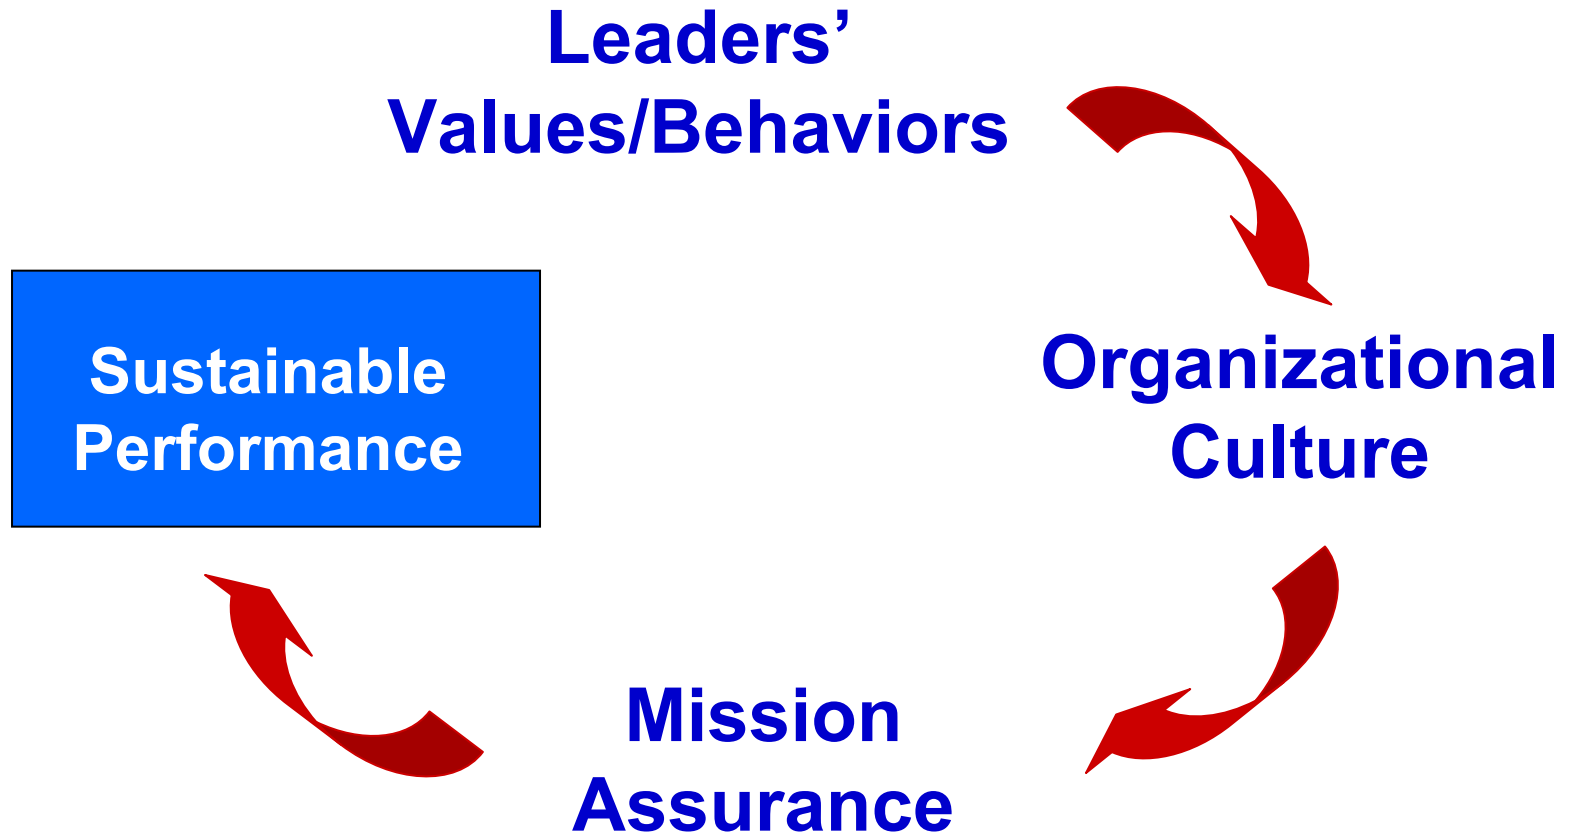 Leaders’
Values/Behaviors
Organizational
Culture
Mission
Assurance
Sustainable
Performance